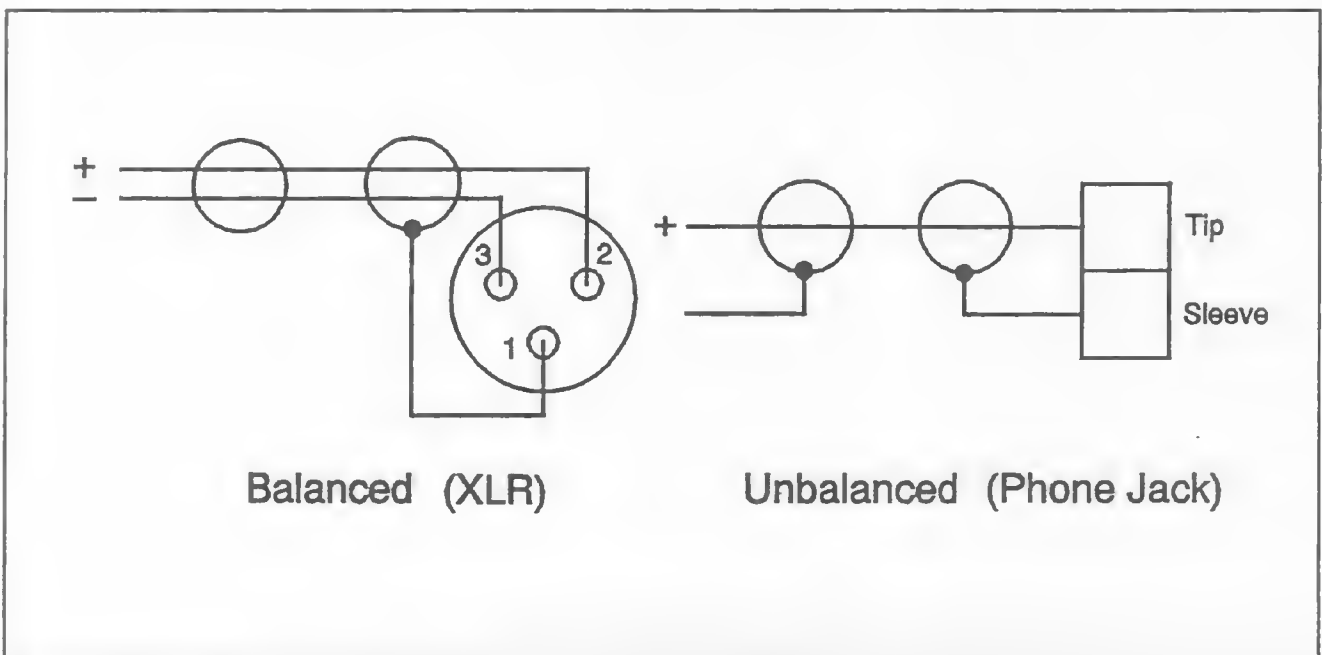 +
−
3
2
1
Balanced (XLR)
+
Tip
Sleeve
Unbalanced (Phone Jack)